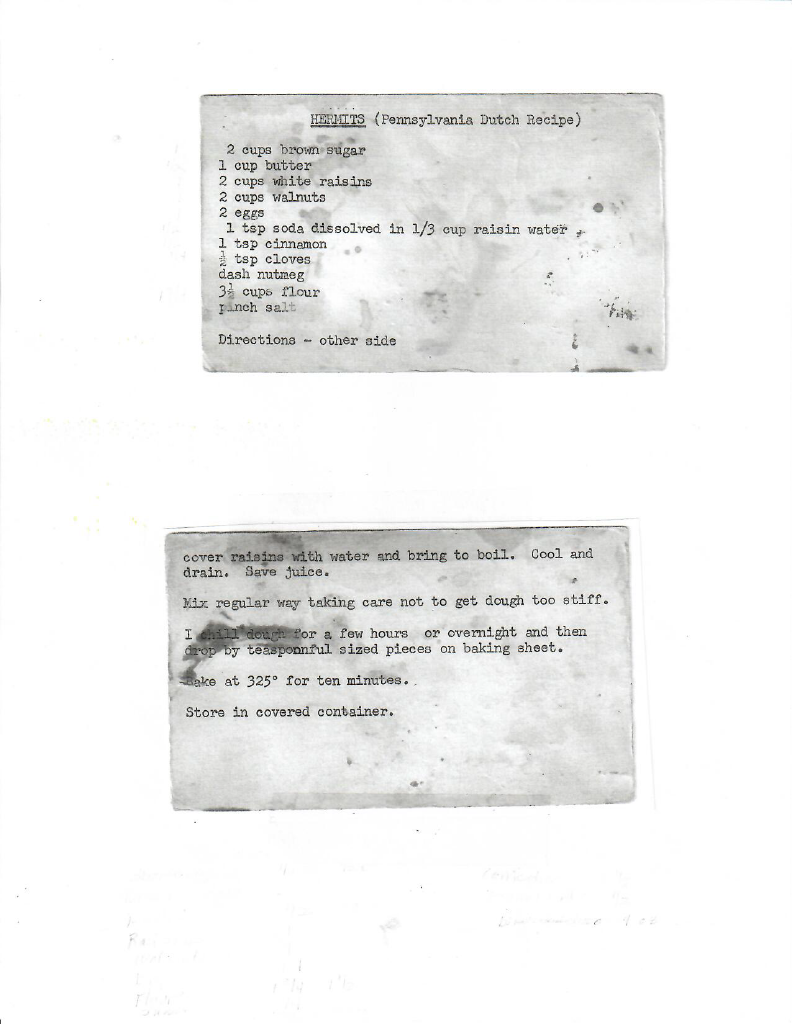 HERMITS (Pennsylvania Dutch Recipe)
2 cups brown sugar
1 cup butter
2 cups white raisins
2 cups walnuts
2 eggs
1 tsp soda dissolved in 1/3 cup raisin water
1 tsp cinnamon
½ tsp cloves
dash nutmeg
3½ cups flour
pinch salt
Directions - other side
cover raisins with water and bring to boil. Cool and
drain. Save juice.
Mix regular way taking care not to get dough too stiff.
I chill dough for a few hours or overnight and then
drop by teaspoonful sized pieces on baking sheet.
Bake at 325° for ten minutes.
Store in covered container.